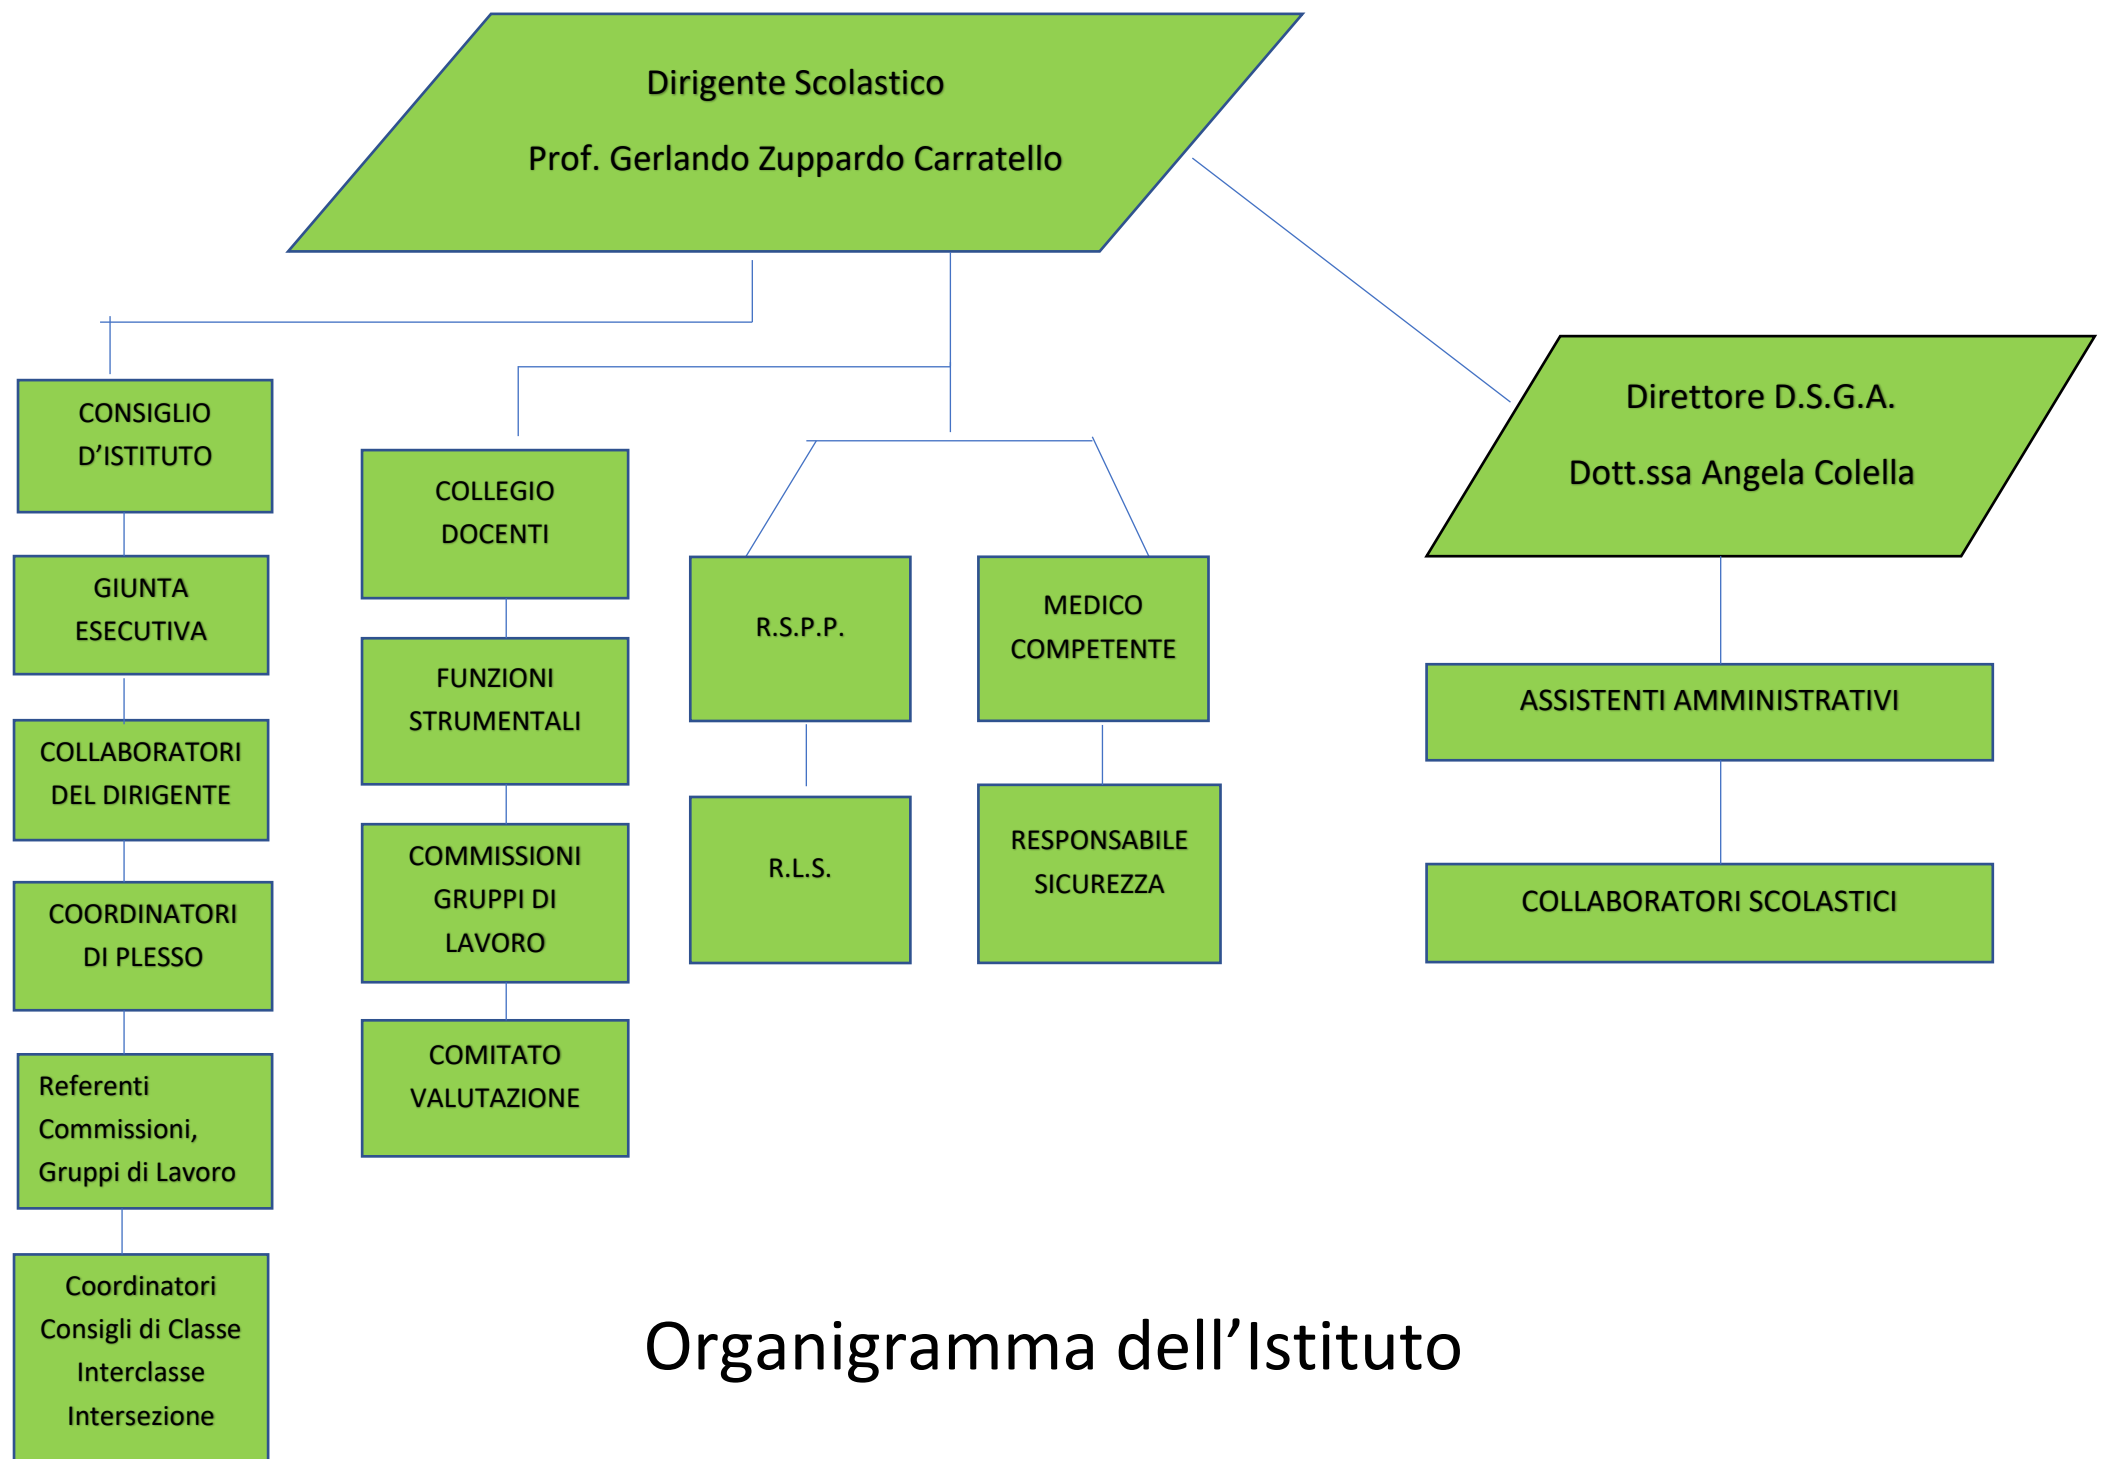 Dirigente Scolastico
Prof. Gerlando Zuppardo Carratello
Direttore D.S.G.A.
Dott.ssa Angela Colella
CONSIGLIO
D’ISTITUTO
GIUNTA
ESECUTIVA
COLLABORATORI
DEL DIRIGENTE
COORDINATORI
DI PLESSO
Referenti
Commissioni,
Gruppi di Lavoro
Coordinatori
Consigli di Classe
Interclasse
Intersezione
COLLEGIO
DOCENTI
FUNZIONI
STRUMENTALI
COMMISSIONI
GRUPPI DI
LAVORO
COMITATO
VALUTAZIONE
R.S.P.P.
R.L.S.
MEDICO
COMPETENTE
RESPONSABILE
SICUREZZA
ASSISTENTI AMMINISTRATIVI
COLLABORATORI SCOLASTICI
Organigramma dell’Istituto